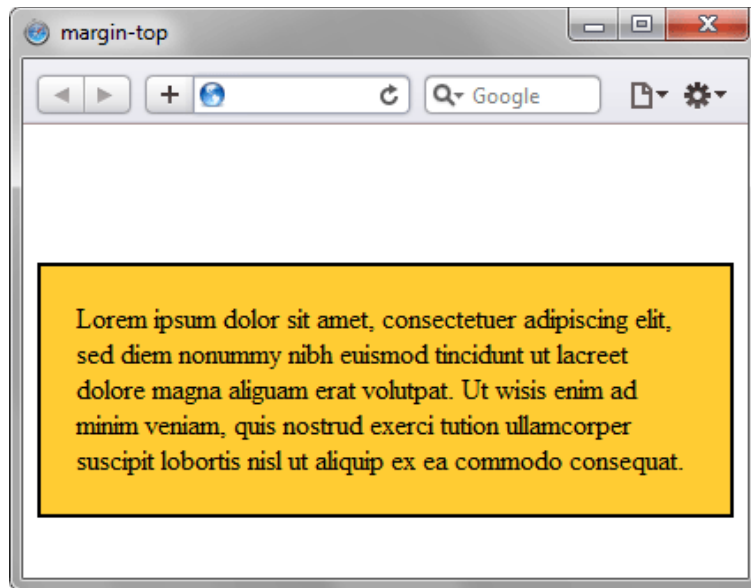 margin-top
Google
Lorem ipsum dolor sit amet, consectetuer adipiscing elit,
sed diem nonummy nibh euismod tincidunt ut lacreet
dolore magna aliguam erat volutpat. Ut wisis enim ad
minim veniam, quis nostrud exerci tution ullamcorper
suscipit lobortis nisl ut aliquip ex ea commodo consequat.